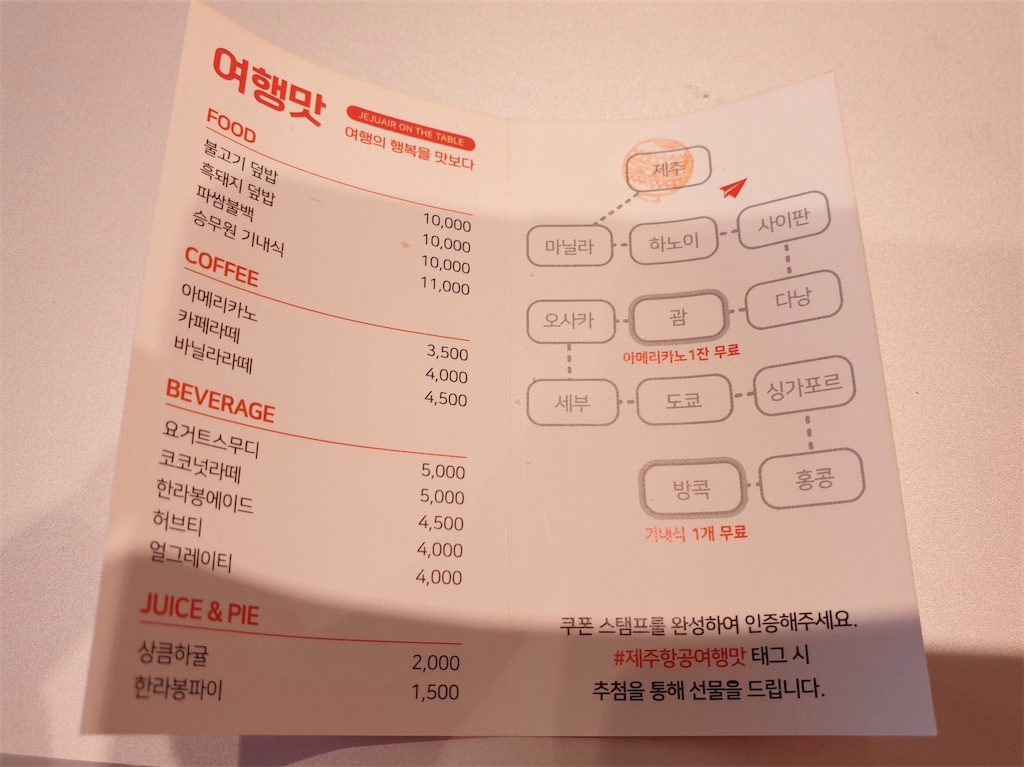 여행맛
JEJUAIR ON THE TABLE
여행의 행복을 맛보다
FOOD
불고기 덮밥 10,000
흑돼지 덮밥 10,000
파쌈불백 10,000
승무원 기내식 11,000
COFFEE
아메리카노 3,500
카페라떼 4,000
바닐라라떼 4,500
BEVERAGE
요거트스무디 5,000
코코넛라떼 5,000
한라봉에이드 4,500
허브티 4,000
얼그레이티 4,000
JUICE & PIE
상큼하귤 2,000
한라봉파이 1,500
제주
마닐라 하노이 사이판
오사카 괌 다낭
아메리카노 1잔 무료
세부 도쿄 싱가포르
방콕 홍콩
기내식 1개 무료
쿠폰 스탬프를 완성하여 인증해주세요.
#제주항공여행맛 태그 시
추첨을 통해 선물을 드립니다.